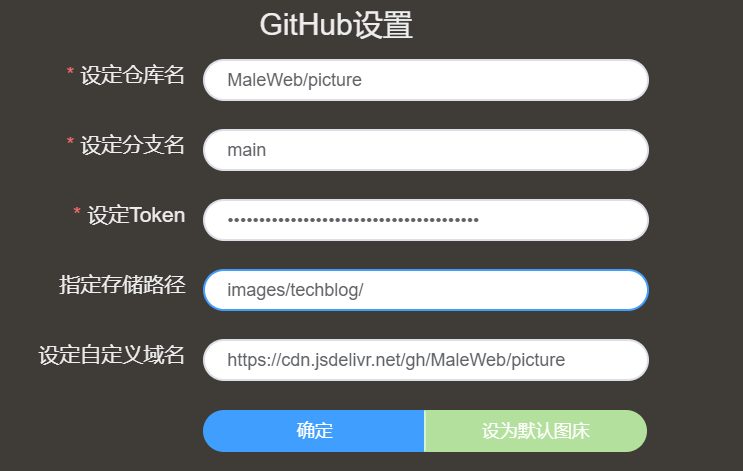 GitHub设置
* 设定仓库名 MaleWeb/picture
* 设定分支名 main
* 设定Token ••••••••••••••••••••••••••••••••••••••••
指定存储路径 images/techblog/
设定自定义域名 https://cdn.jsdelivr.net/gh/MaleWeb/picture
确定 设为默认图床